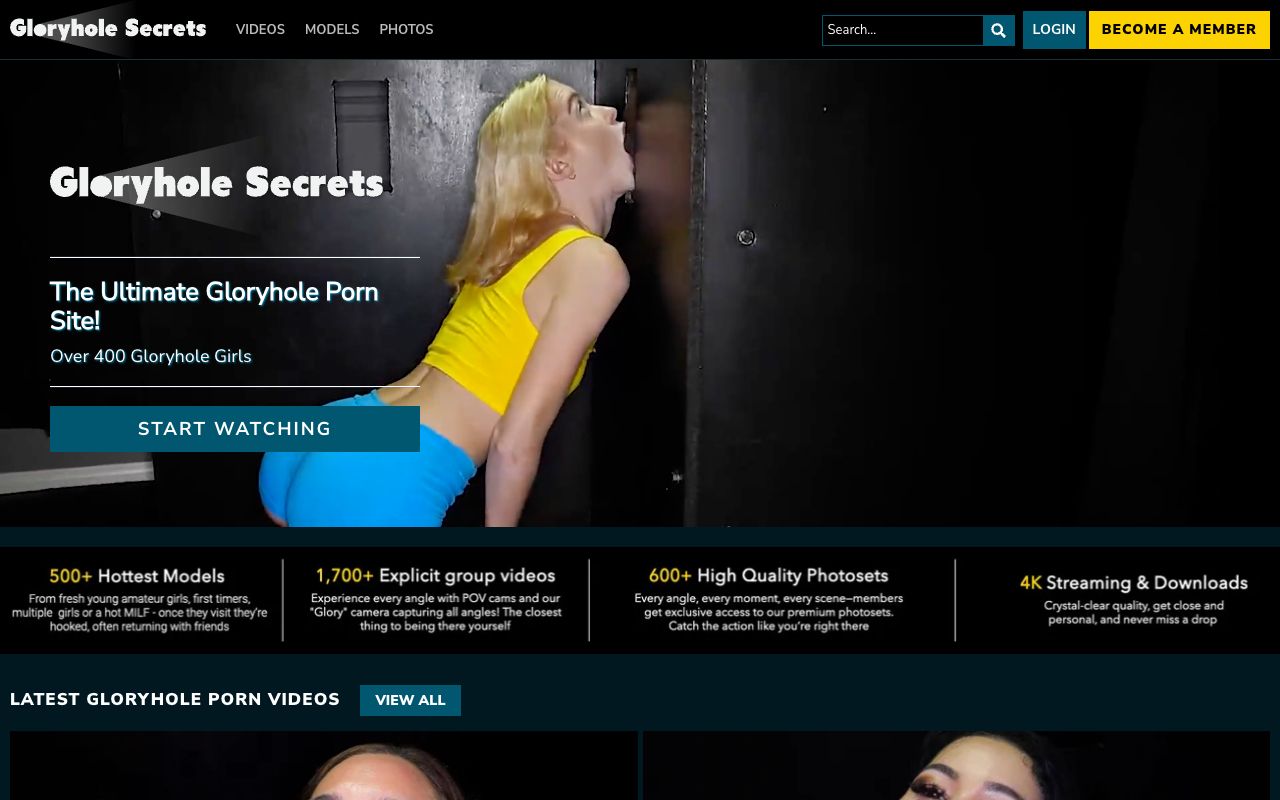 Gloryhole Secrets
VIDEOS MODELS PHOTOS
Search...
LOGIN
BECOME A MEMBER
Gloryhole Secrets
The Ultimate Gloryhole Porn
Site!
Over 400 Gloryhole Girls
START WATCHING
500+ Hottest Models
From fresh young amateur girls, first timers,
multiple girls or a hot MILF - once they visit they're
hooked, often returning with friends
1,700+ Explicit group videos
Experience every angle with POV cams and our
"Glory" camera capturing all angles! The closest
thing to being there yourself
600+ High Quality Photosets
Every angle, every moment, every scene—members
get exclusive access to our premium photosets.
Catch the action like you're right there
4K Streaming & Downloads
Crystal-clear quality, get close and
personal, and never miss a drop
LATEST GLORYHOLE PORN VIDEOS
VIEW ALL